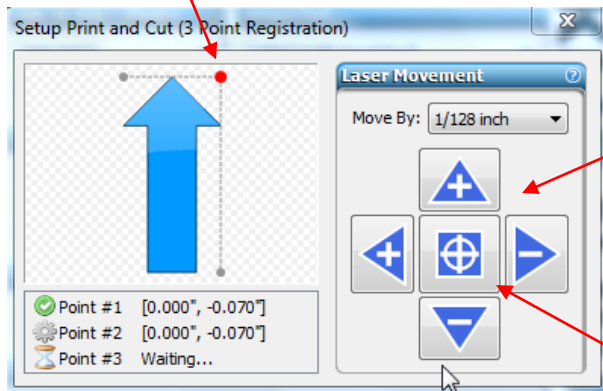 Setup Print and Cut (3 Point Registration)
Laser Movement ?
Move By: 1/128 inch
+
+
-
-
Point #1 [0.000", -0.070"]
Point #2 [0.000", -0.070"]
Point #3 Waiting...